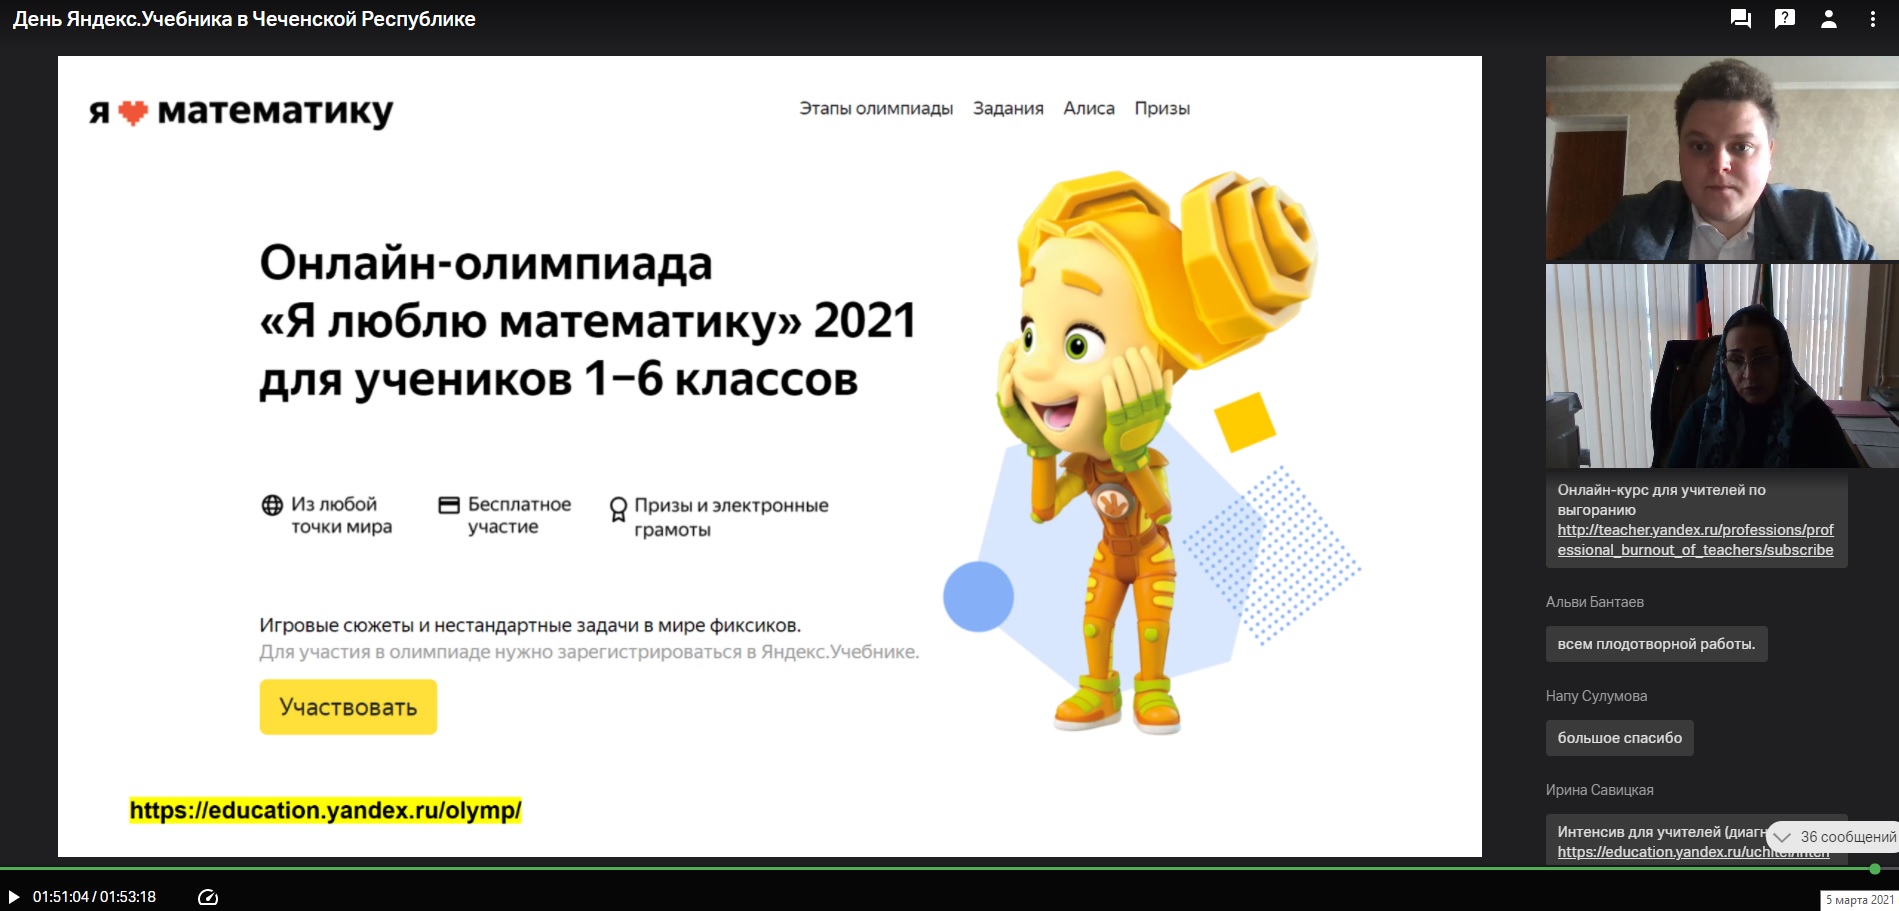 День Яндекс.Учебника в Чеченской Республике
я математику
Этапы олимпиады Задания Алиса Призы
Онлайн-олимпиада
«Я люблю математику» 2021
для учеников 1–6 классов
Из любой
точки мира
Бесплатное
участие
Призы и электронные
грамоты
Игровые сюжеты и нестандартные задачи в мире фиксиков.
Для участия в олимпиаде нужно зарегистрироваться в Яндекс.Учебнике.
Участвовать
https://education.yandex.ru/olymp/
Онлайн-курс для учителей по
выгоранию
http://teacher.yandex.ru/professions/prof
essional_burnout_of_teachers/subscribe
Альви Бантаев
всем плодотворной работы.
Напу Сулумова
большое спасибо
Ирина Савицкая
Интенсив для учителей (диагн
https://education.yandex.ru/uchitel/inten
36 сообщений
01:51:04 / 01:53:18
5 марта 2021